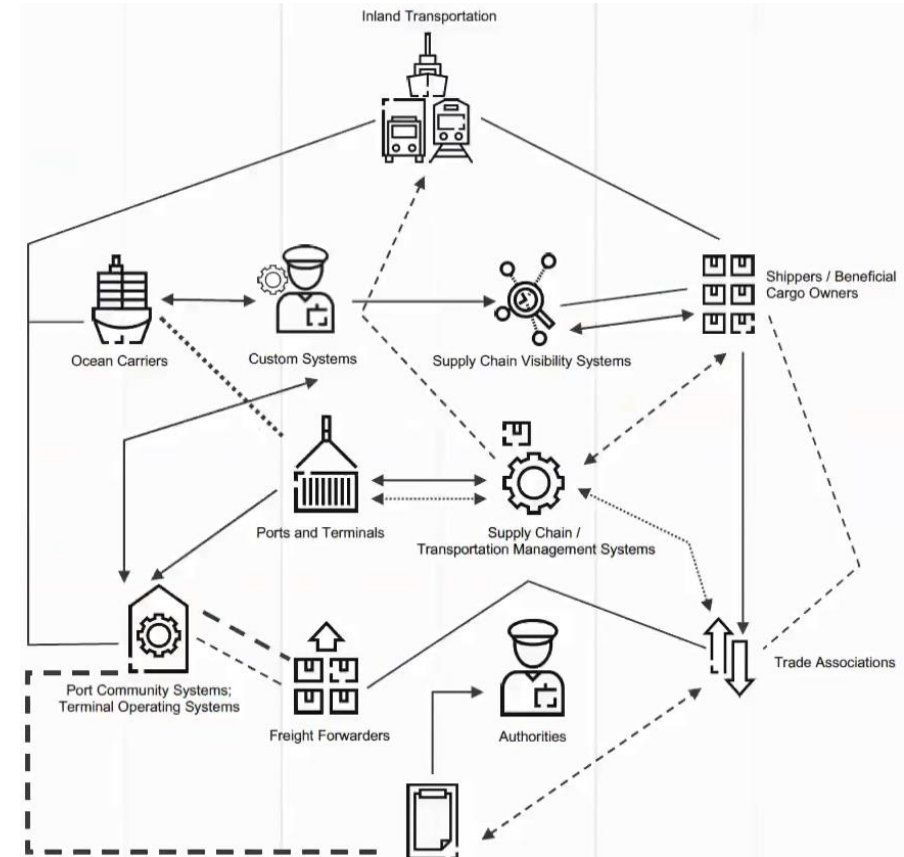 Inland Transportation
Shippers / Beneficial
Cargo Owners
Ocean Carriers
Custom Systems
Supply Chain Visibility Systems
Ports and Terminals
Supply Chain /
Transportation Management Systems
Port Community Systems;
Terminal Operating Systems
Freight Forwarders
Authorities
Trade Associations